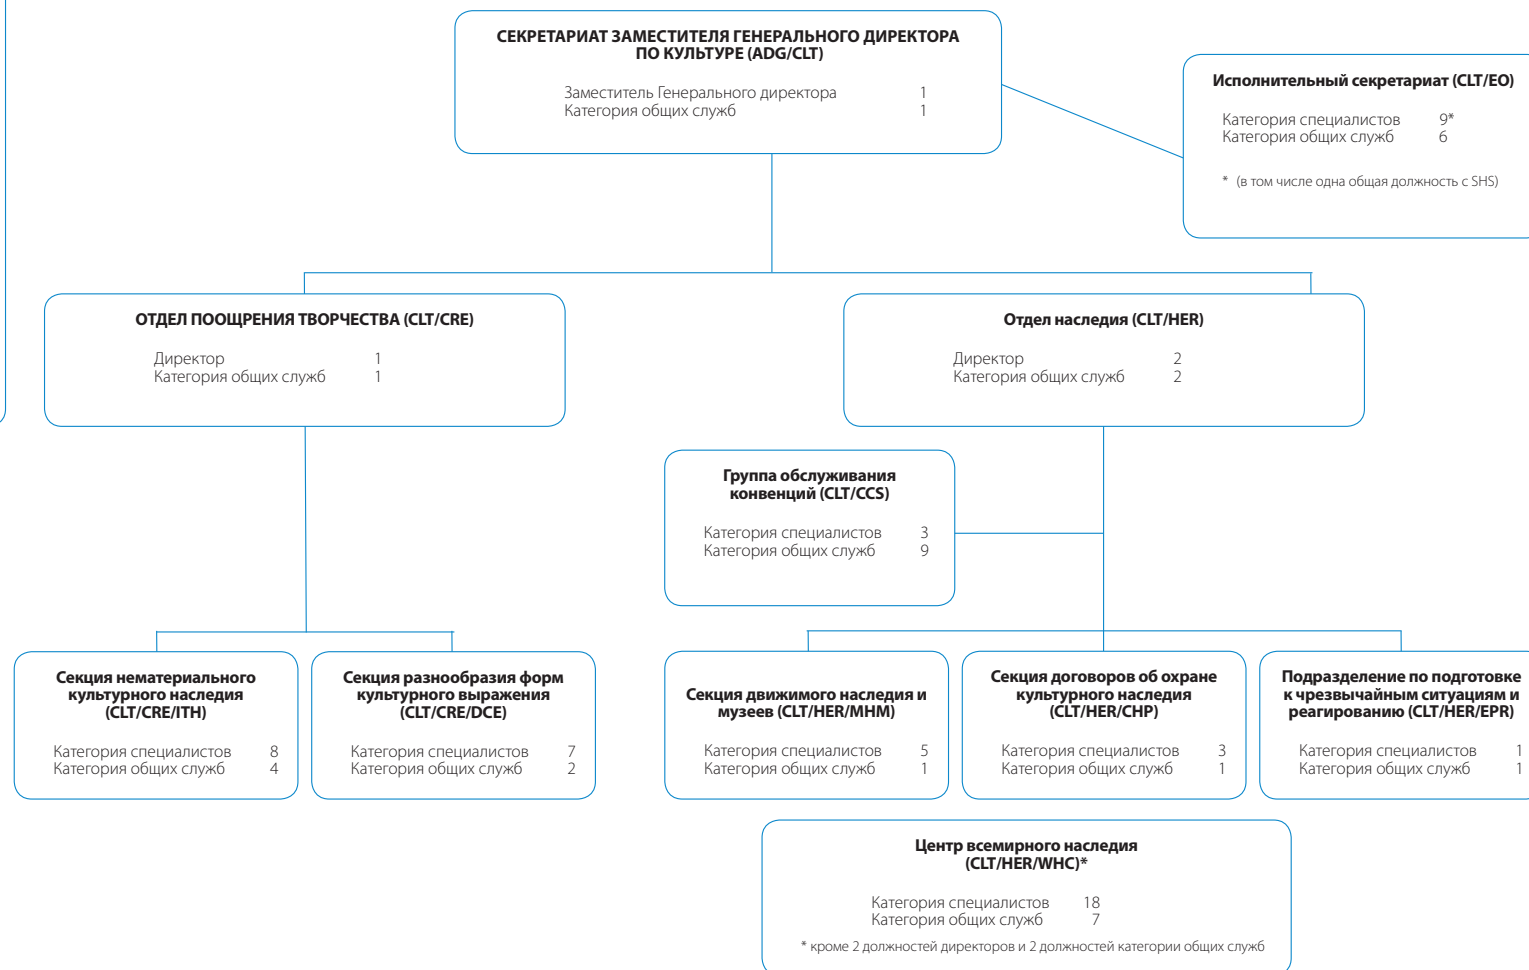 СЕКРЕТАРИАТ ЗАМЕСТИТЕЛЯ ГЕНЕРАЛЬНОГО ДИРЕКТОРА
ПО КУЛЬТУРЕ (ADG/CLT)
Заместитель Генерального директора 1
Категория общих служб 1
Исполнительный секретариат (CLT/EO)
Категория специалистов 9*
Категория общих служб 6
* (в том числе одна общая должность с SHS)
ОТДЕЛ ПООЩРЕНИЯ ТВОРЧЕСТВА (CLT/CRE)
Директор 1
Категория общих служб 1
Отдел наследия (CLT/HER)
Директор 2
Категория общих служб 2
Группа обслуживания
конвенций (CLT/CCS)
Категория специалистов 3
Категория общих служб 9
Секция нематериального
культурного наследия
(CLT/CRE/ITH)
Категория специалистов 8
Категория общих служб 4
Секция разнообразия форм
культурного выражения
(CLT/CRE/DCE)
Категория специалистов 7
Категория общих служб 2
Секция движимого наследия и
музеев (CLT/HER/MHM)
Категория специалистов 5
Категория общих служб 1
Секция договоров об охране
культурного наследия
(CLT/HER/CHP)
Категория специалистов 3
Категория общих служб 1
Подразделение по подготовке
к чрезвычайным ситуациям и
реагированию (CLT/HER/EPR)
Категория специалистов 1
Категория общих служб 1
Центр всемирного наследия
(CLT/HER/WHC)*
Категория специалистов 18
Категория общих служб 7
* кроме 2 должностей директоров и 2 должностей категории общих служб